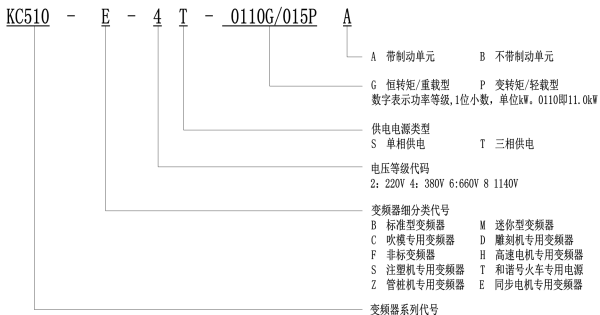 KC510 - E - 4 T - 0110G/015P A
A 带制动单元 B 不带制动单元
G 恒转矩/重载型 P 变转矩/轻载型
数字表示功率等级,1位小数,单位kW。0110即11.0kW
供电电源类型
S 单相供电 T 三相供电
电压等级代码
2: 220V 4: 380V 6:660V 8 1140V
变频器细分类代号
B 标准型变频器 M 迷你型变频器
C 吹模专用变频器 D 雕刻机专用变频器
F 非标变频器 H 高速电机专用变频器
S 注塑机专用变频器 T 和谐号火车专用电源
Z 管桩机专用变频器 E 同步电机专用变频器
变频器系列代号